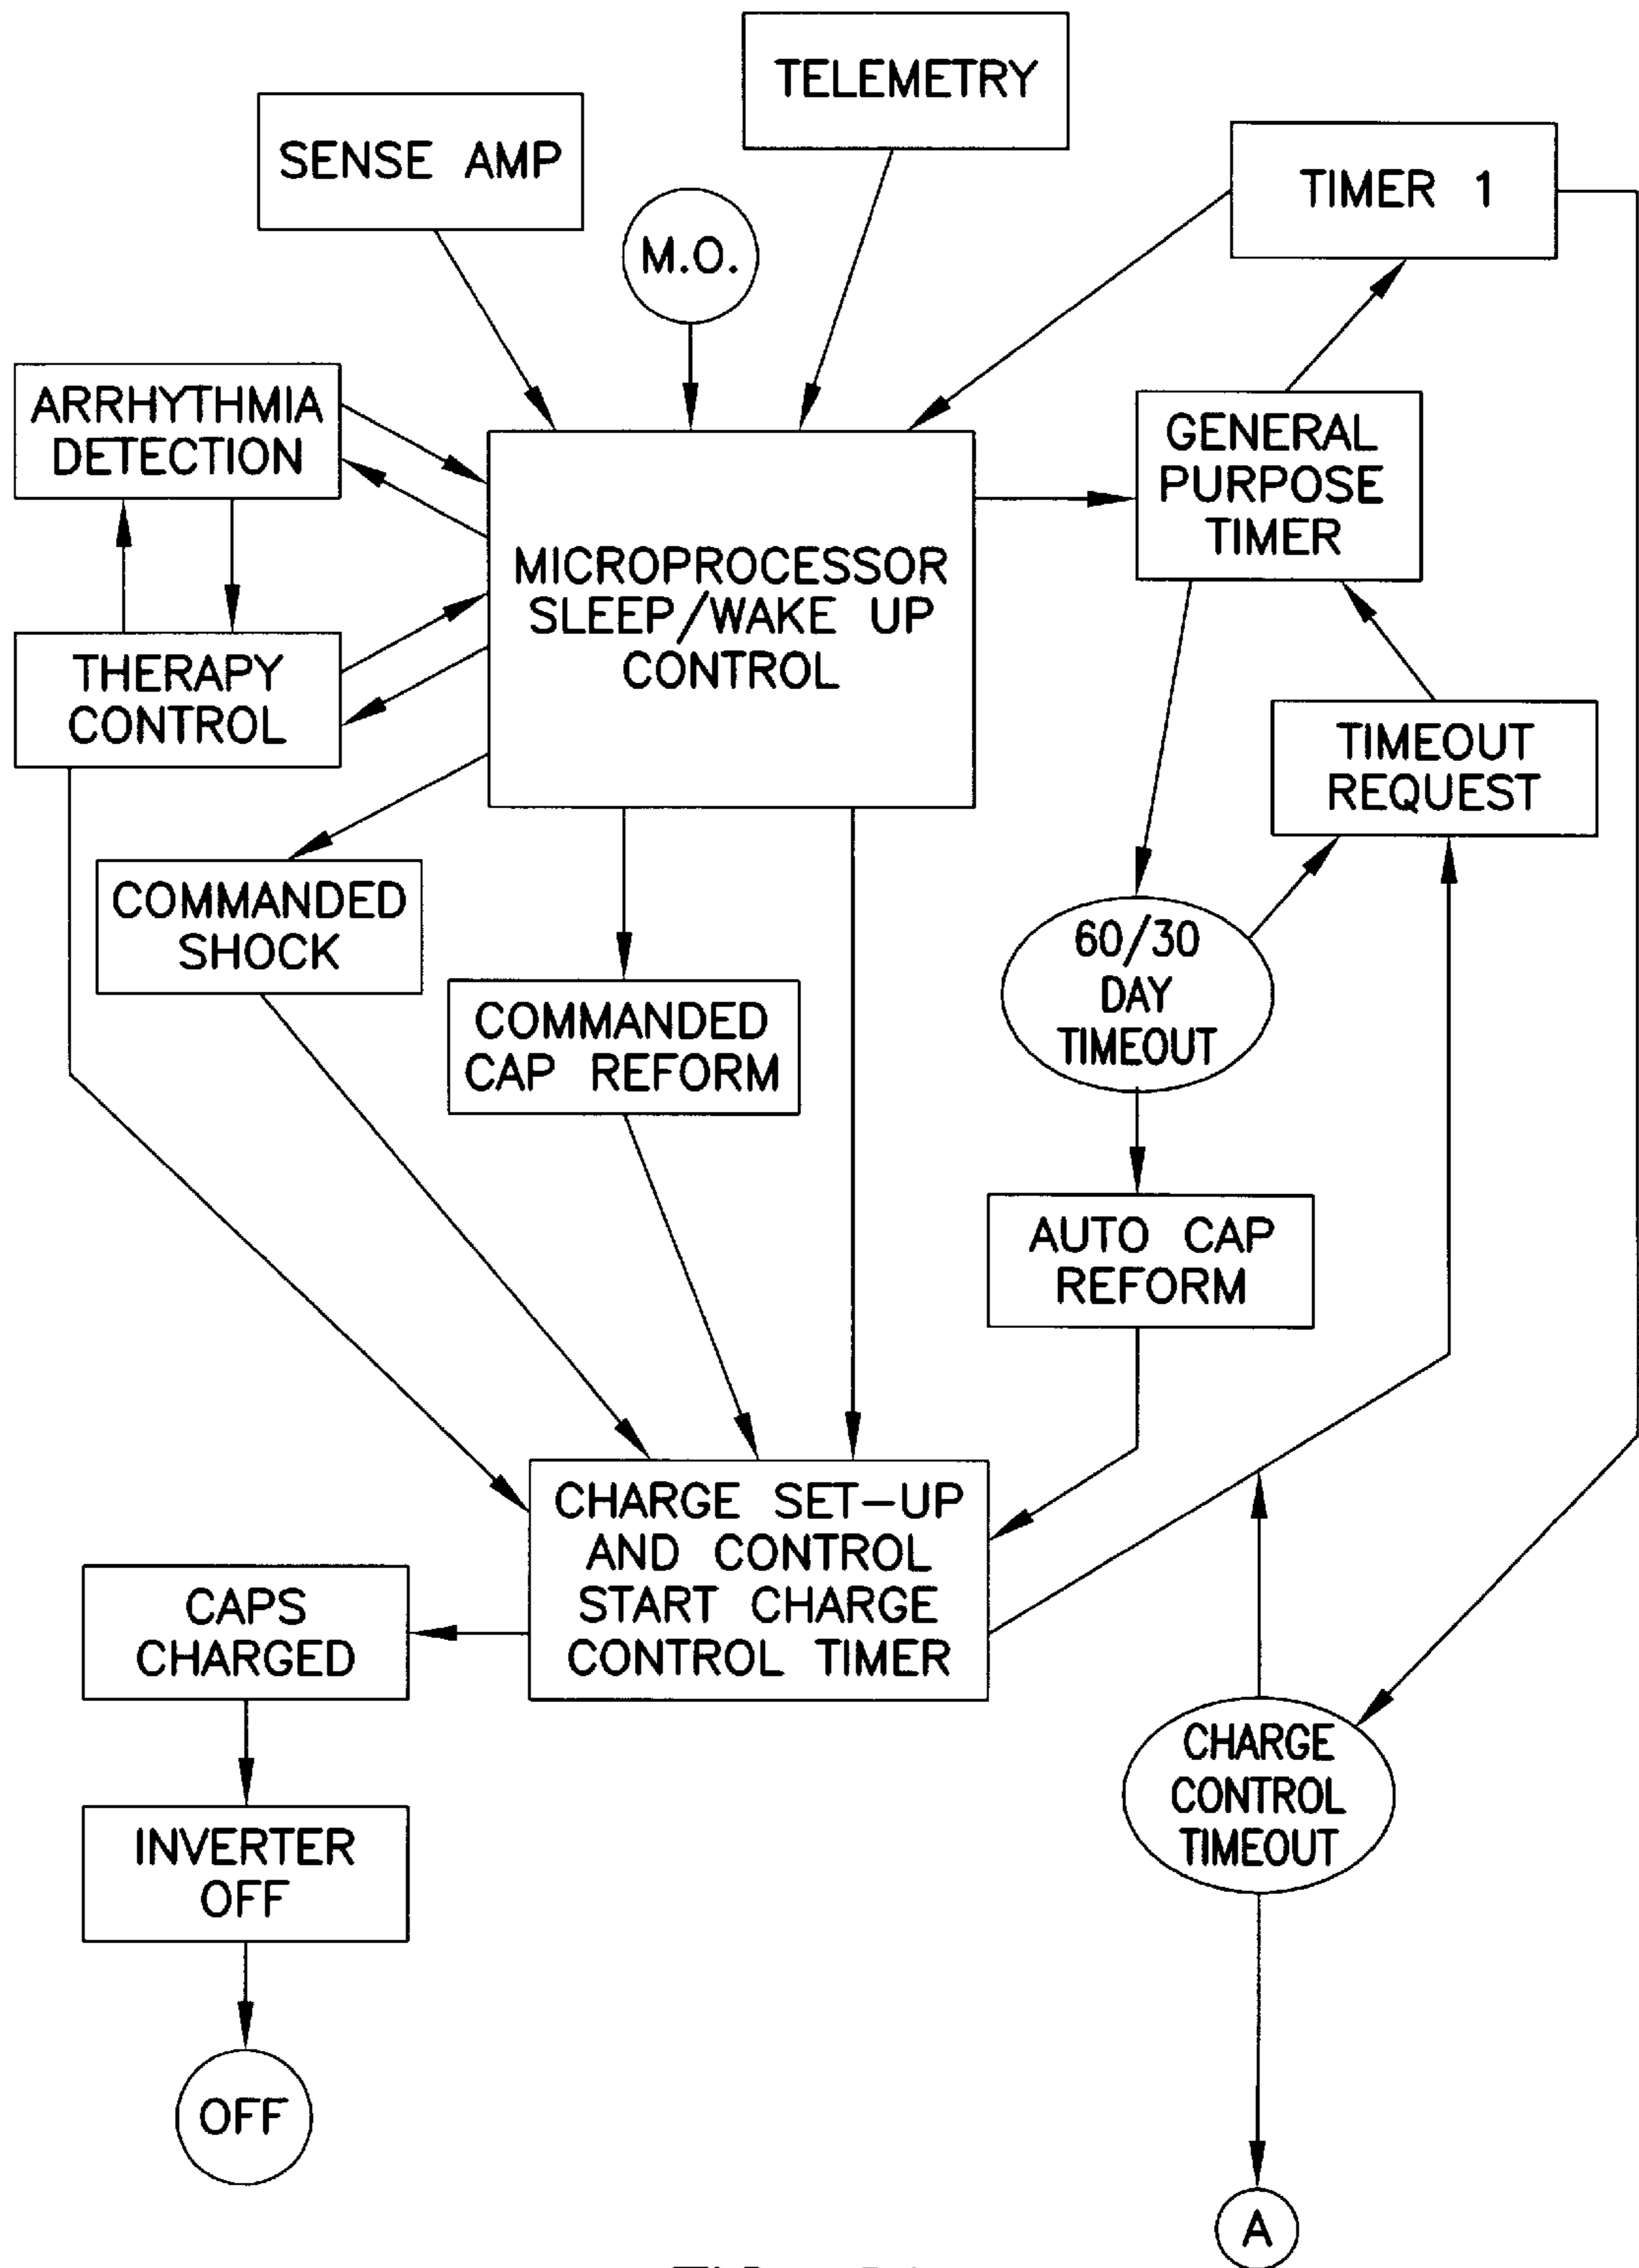 TELEMETRY
SENSE AMP
TIMER 1
M.O.
ARRHYTHMIA
DETECTION
GENERAL
PURPOSE
TIMER
MICROPROCESSOR
SLEEP/WAKE UP
CONTROL
THERAPY
CONTROL
TIMEOUT
REQUEST
COMMANDED
SHOCK
60/30
DAY
TIMEOUT
COMMANDED
CAP REFORM
AUTO CAP
REFORM
CHARGE SET-UP
AND CONTROL
START CHARGE
CONTROL TIMER
CAPS
CHARGED
CHARGE
CONTROL
TIMEOUT
INVERTER
OFF
OFF
A